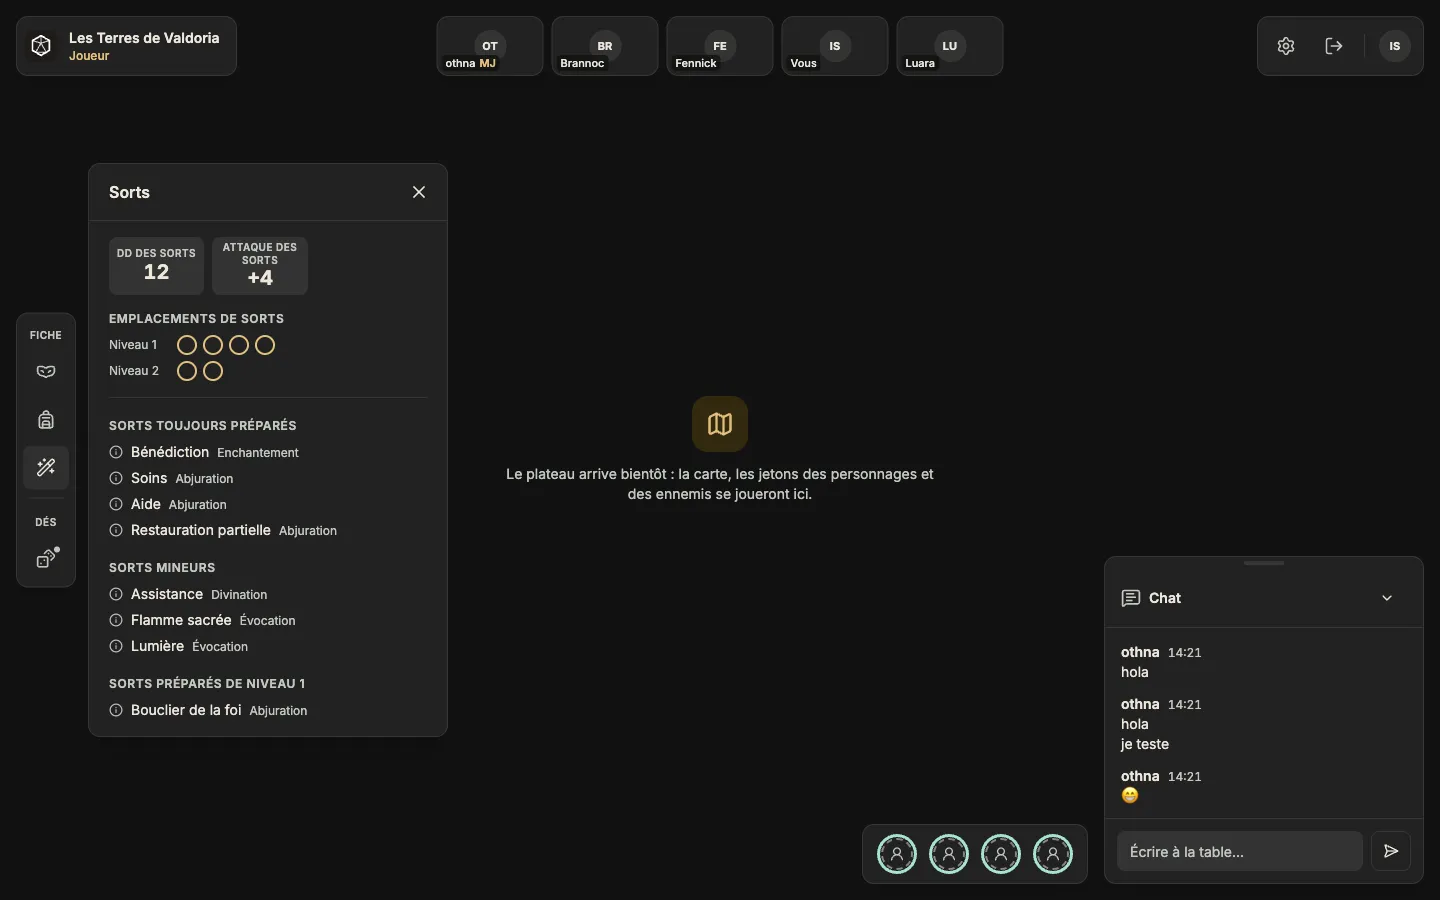 Les Terres de Valdoria
Joueur
OT
othna MJ
BR
Brannoc
FE
Fennick
IS
Vous
LU
Luara
IS
Sorts
DD DES SORTS
12
ATTAQUE DES
SORTS
+4
EMPLACEMENTS DE SORTS
Niveau 1
Niveau 2
SORTS TOUJOURS PRÉPARÉS
Bénédiction Enchantement
Soins Abjuration
Aide Abjuration
Restauration partielle Abjuration
SORTS MINEURS
Assistance Divination
Flamme sacrée Évocation
Lumière Évocation
SORTS PRÉPARÉS DE NIVEAU 1
Bouclier de la foi Abjuration
FICHE
DÉS
Le plateau arrive bientôt : la carte, les jetons des personnages et
des ennemis se joueront ici.
Chat
othna 14:21
hola
othna 14:21
hola
je teste
othna 14:21
😁
Écrire à la table...